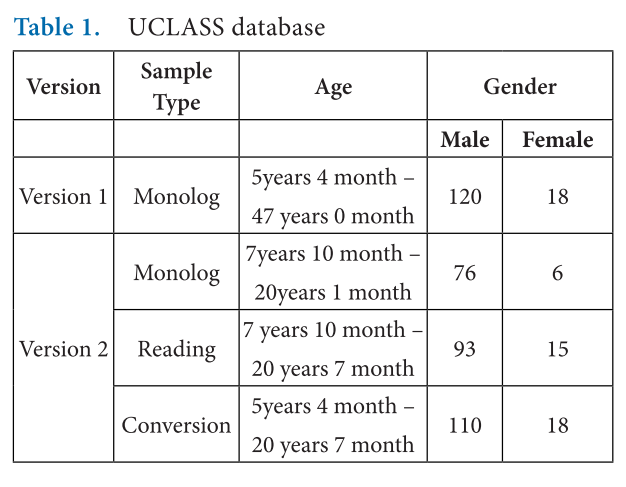 Table 1. UCLASS database
Version
Sample
Type
Age
Gender
Male
Female
Version 1
Monolog
5years 4 month –
47 years 0 month
120
18
Version 2
Monolog
7years 10 month –
20years 1 month
76
6
Reading
7 years 10 month –
20 years 7 month
93
15
Conversion
5years 4 month –
20 years 7 month
110
18